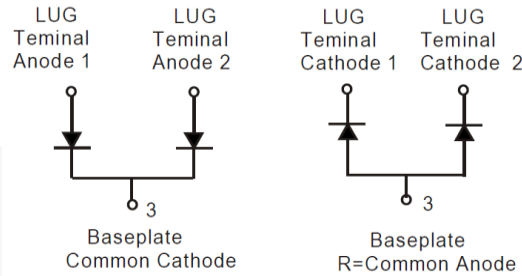 LUG
Teminal
Anode 1
LUG
Teminal
Anode 2
3
Baseplate
Common Cathode
LUG
Teminal
Cathode 1
LUG
Teminal
Cathode 2
3
Baseplate
R=Common Anode